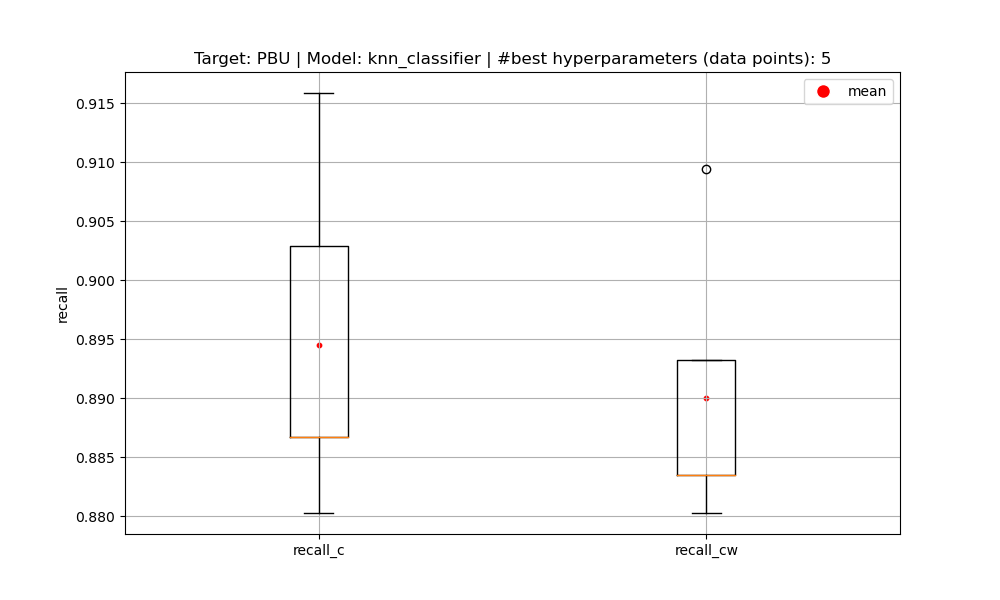 Target: PBU | Model: knn_classifier | #best hyperparameters (data points): 5
mean
0.915
0.910
0.905
0.900
0.895
0.890
0.885
0.880
recall
recall_c
recall_cw